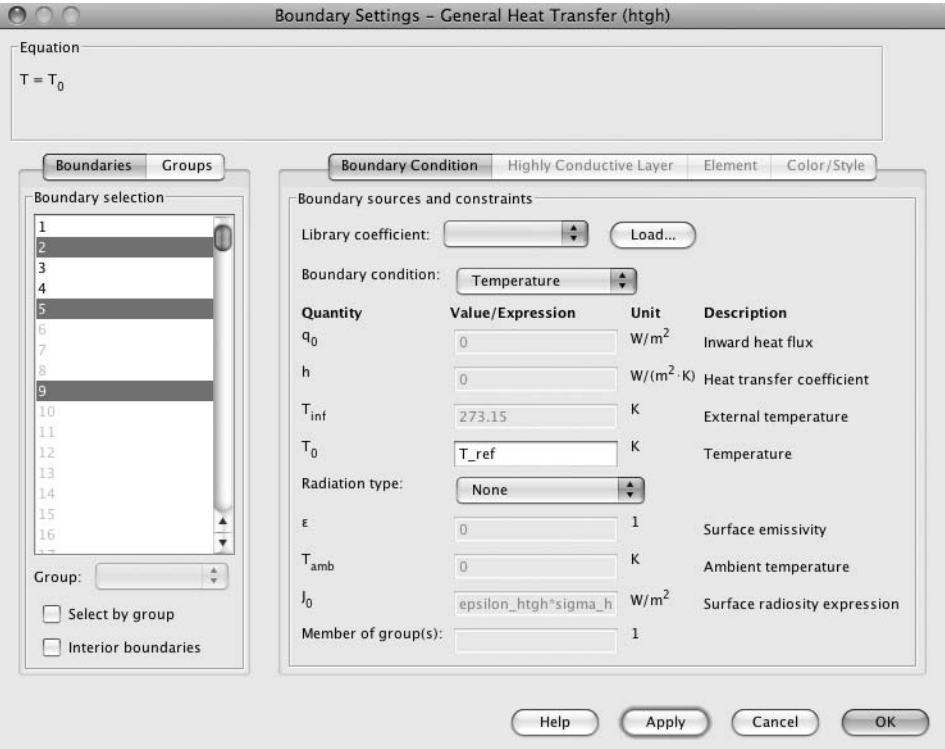 Boundary Settings – General Heat Transfer (htgh)
Equation
T = T0
Boundaries
Groups
Boundary selection
1
2
3
4
5
6
7
8
9
10
11
12
13
14
15
16
17
Group:
Select by group
Interior boundaries
Boundary Condition
Highly Conductive Layer
Element
Color/Style
Boundary sources and constraints
Library coefficient:
Load...
Boundary condition: Temperature
Quantity Value/Expression Unit Description
q0 0 W/m2 Inward heat flux
h 0 W/(m2·K) Heat transfer coefficient
Tinf 273.15 K External temperature
T0 T_ref K Temperature
Radiation type: None
ε 0 1 Surface emissivity
Tamb 0 K Ambient temperature
J0 epsilon_htgh*sigma_h W/m2 Surface radiosity expression
Member of group(s): 1
Help
Apply
Cancel
OK